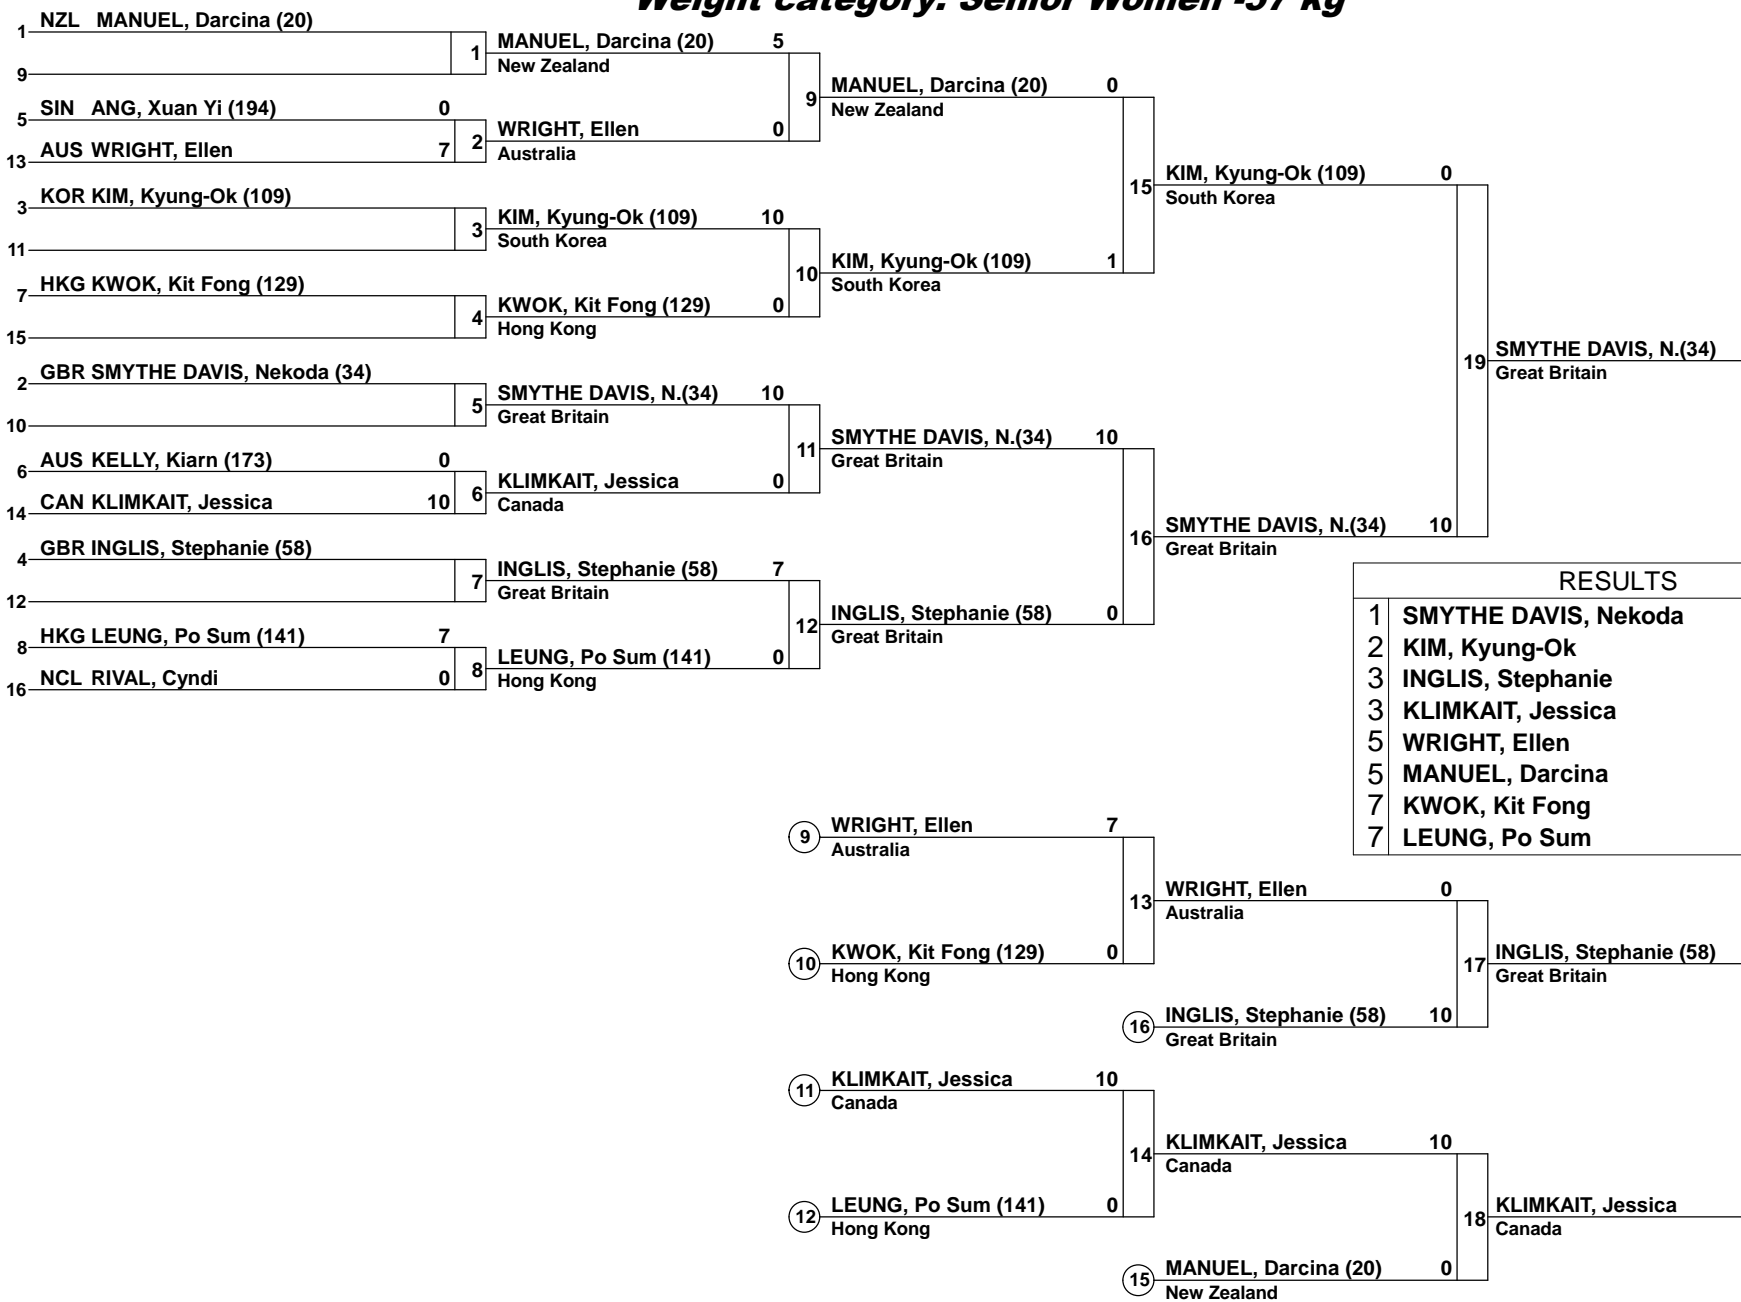 Weight category: Senior Women -57 kg
1 NZL MANUEL, Darcina (20)
9
1
5 SIN ANG, Xuan Yi (194) 0
13 AUS WRIGHT, Ellen 7
2
3 KOR KIM, Kyung-Ok (109)
11
3
7 HKG KWOK, Kit Fong (129)
15
4
2 GBR SMYTHE DAVIS, Nekoda (34)
10
5
6 AUS KELLY, Kiarn (173) 0
14 CAN KLIMKAIT, Jessica 10
6
4 GBR INGLIS, Stephanie (58)
12
7
8 HKG LEUNG, Po Sum (141) 7
16 NCL RIVAL, Cyndi 0
8
MANUEL, Darcina (20) 5
New Zealand
WRIGHT, Ellen 0
Australia
9
KIM, Kyung-Ok (109) 10
South Korea
KWOK, Kit Fong (129) 0
Hong Kong
10
SMYTHE DAVIS, N.(34) 10
Great Britain
KLIMKAIT, Jessica 0
Canada
11
INGLIS, Stephanie (58) 7
Great Britain
LEUNG, Po Sum (141) 0
Hong Kong
12
MANUEL, Darcina (20) 0
New Zealand
KIM, Kyung-Ok (109) 1
South Korea
15
SMYTHE DAVIS, N.(34) 10
Great Britain
INGLIS, Stephanie (58) 0
Great Britain
16
KIM, Kyung-Ok (109) 0
South Korea
SMYTHE DAVIS, N.(34) 10
Great Britain
19
SMYTHE DAVIS, N.(34)
Great Britain
RESULTS
1 SMYTHE DAVIS, Nekoda
2 KIM, Kyung-Ok
3 INGLIS, Stephanie
3 KLIMKAIT, Jessica
5 WRIGHT, Ellen
5 MANUEL, Darcina
7 KWOK, Kit Fong
7 LEUNG, Po Sum
9 WRIGHT, Ellen 7
Australia
10 KWOK, Kit Fong (129) 0
Hong Kong
13
WRIGHT, Ellen 0
Australia
16 INGLIS, Stephanie (58) 10
Great Britain
17
INGLIS, Stephanie (58)
Great Britain
11 KLIMKAIT, Jessica 10
Canada
12 LEUNG, Po Sum (141) 0
Hong Kong
14
KLIMKAIT, Jessica 10
Canada
15 MANUEL, Darcina (20) 0
New Zealand
18
KLIMKAIT, Jessica
Canada